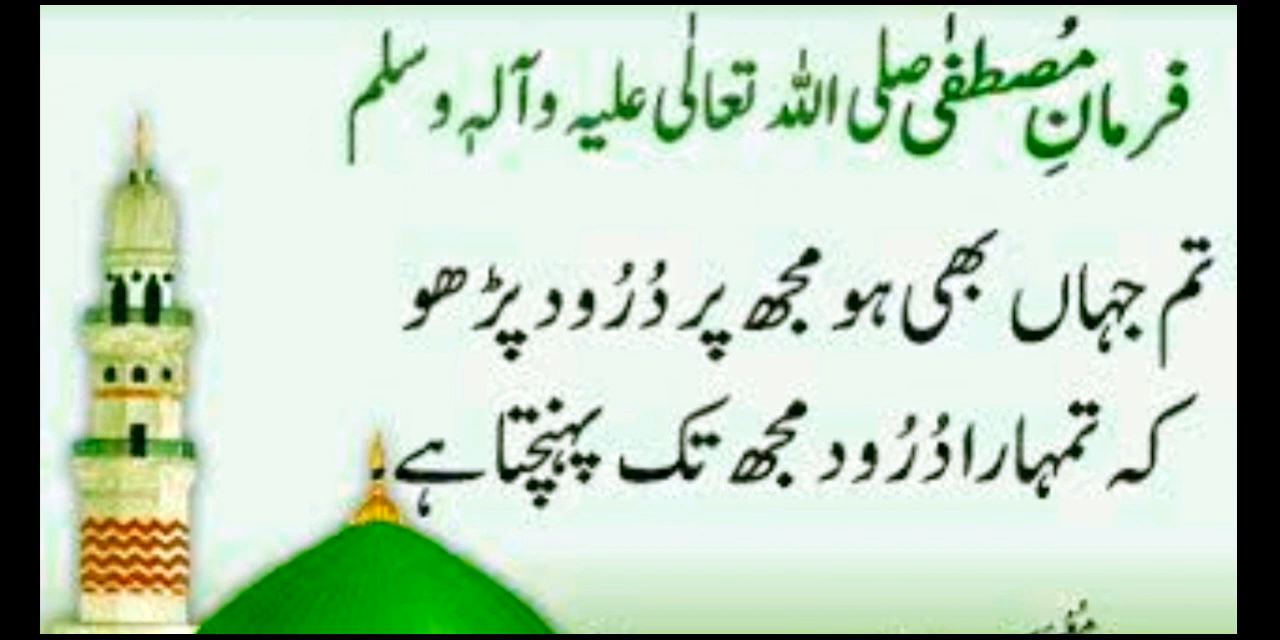 فرمانِ مُصطفٰی صلی اللہ تعالٰی علیہ وآلہٖ وسلم
تم جہاں بھی ہو مجھ پر دُرُود پڑھو
کہ تمہارا دُرُود مجھ تک پہنچتا ہے.